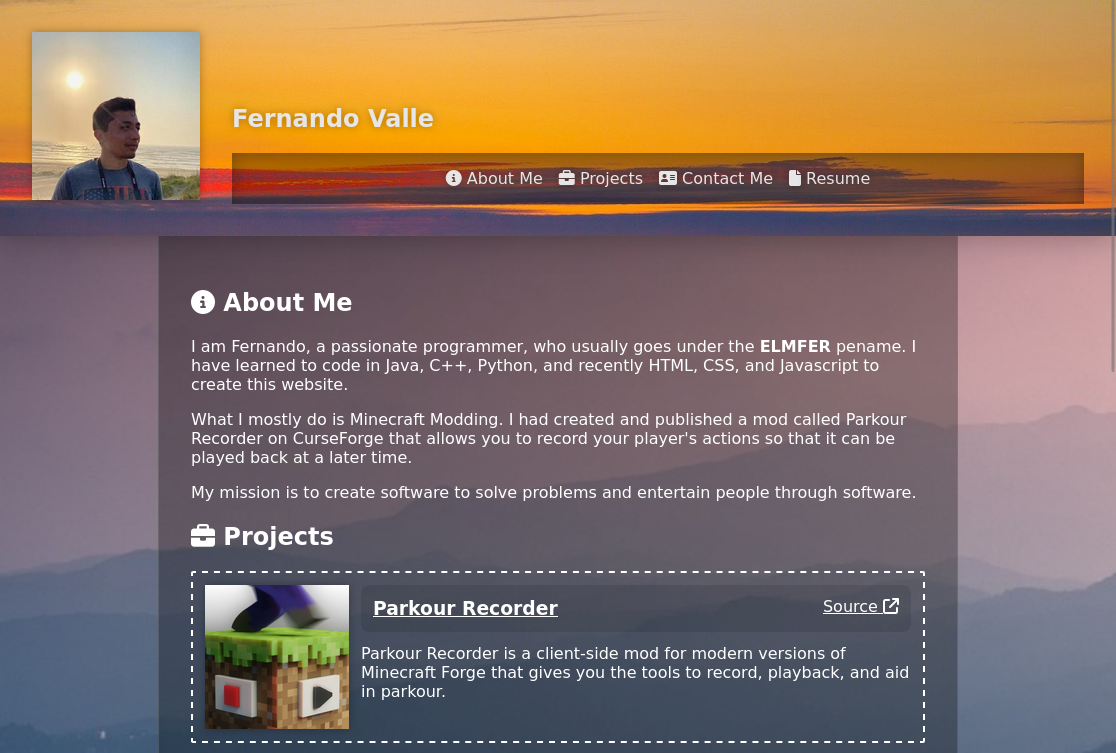 Fernando Valle
About Me Projects Contact Me Resume
About Me
I am Fernando, a passionate programmer, who usually goes under the ELMFER pename. I
have learned to code in Java, C++, Python, and recently HTML, CSS, and Javascript to
create this website.
What I mostly do is Minecraft Modding. I had created and published a mod called Parkour
Recorder on CurseForge that allows you to record your player's actions so that it can be
played back at a later time.
My mission is to create software to solve problems and entertain people through software.
Projects
Parkour Recorder Source
Parkour Recorder is a client-side mod for modern versions of
Minecraft Forge that gives you the tools to record, playback, and aid
in parkour.